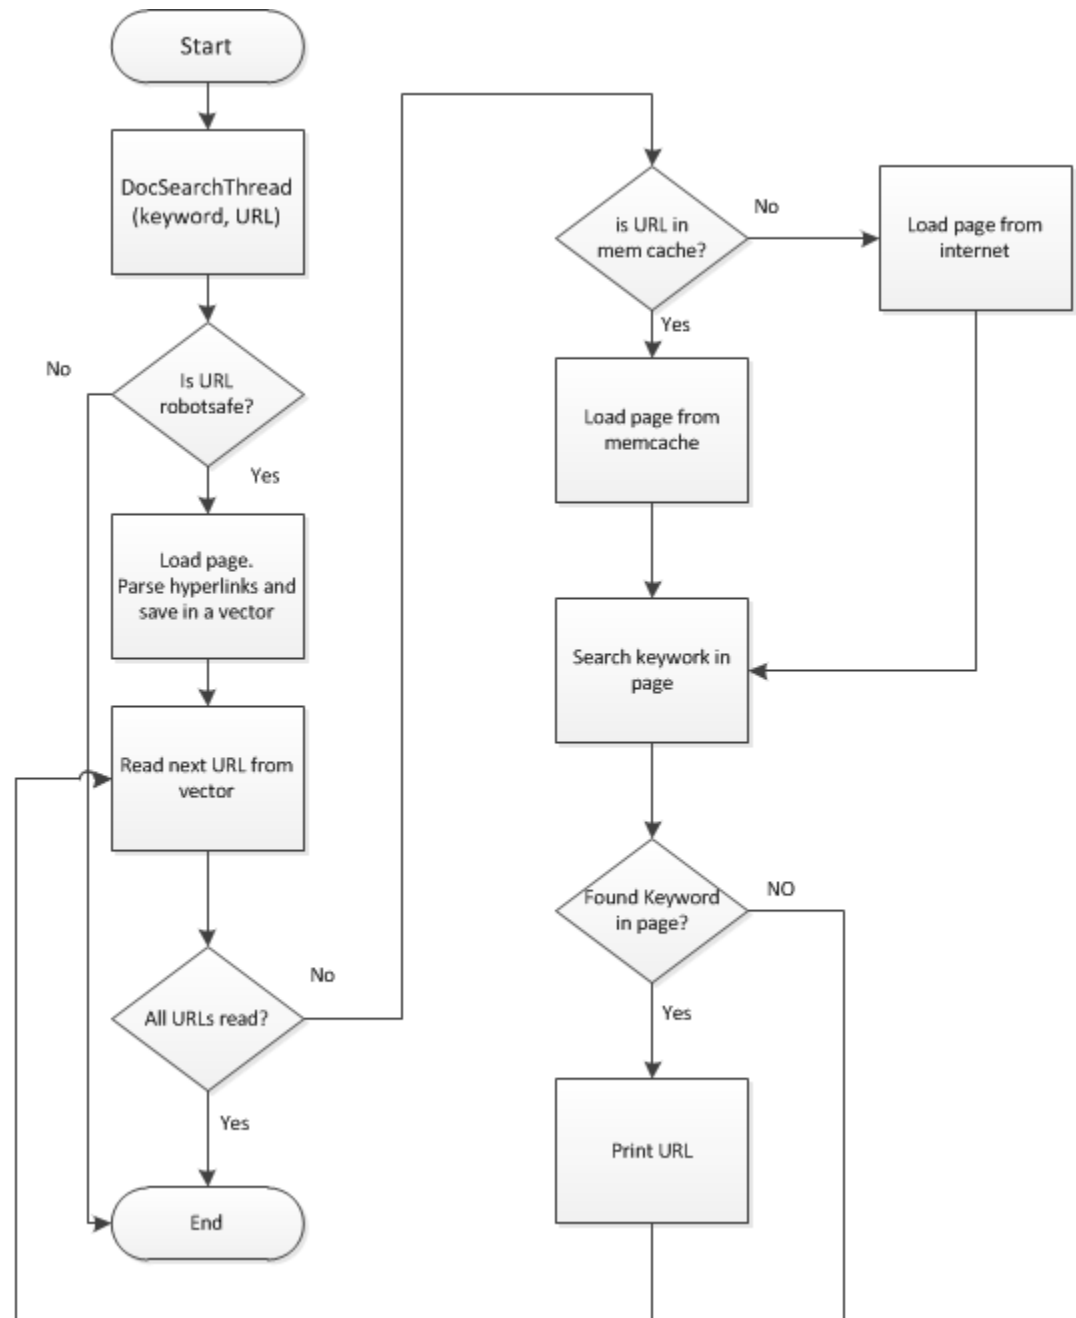 Start
DocSearchThread
(keyword, URL)
No
Is URL
robotsafe?
Yes
Load page.
Parse hyperlinks and
save in a vector
Read next URL from
vector
No
All URLs read?
Yes
End
is URL in
mem cache?
No
Load page from
internet
Yes
Load page from
memcache
Search keywork in
page
Found Keyword
in page?
NO
Yes
Print URL